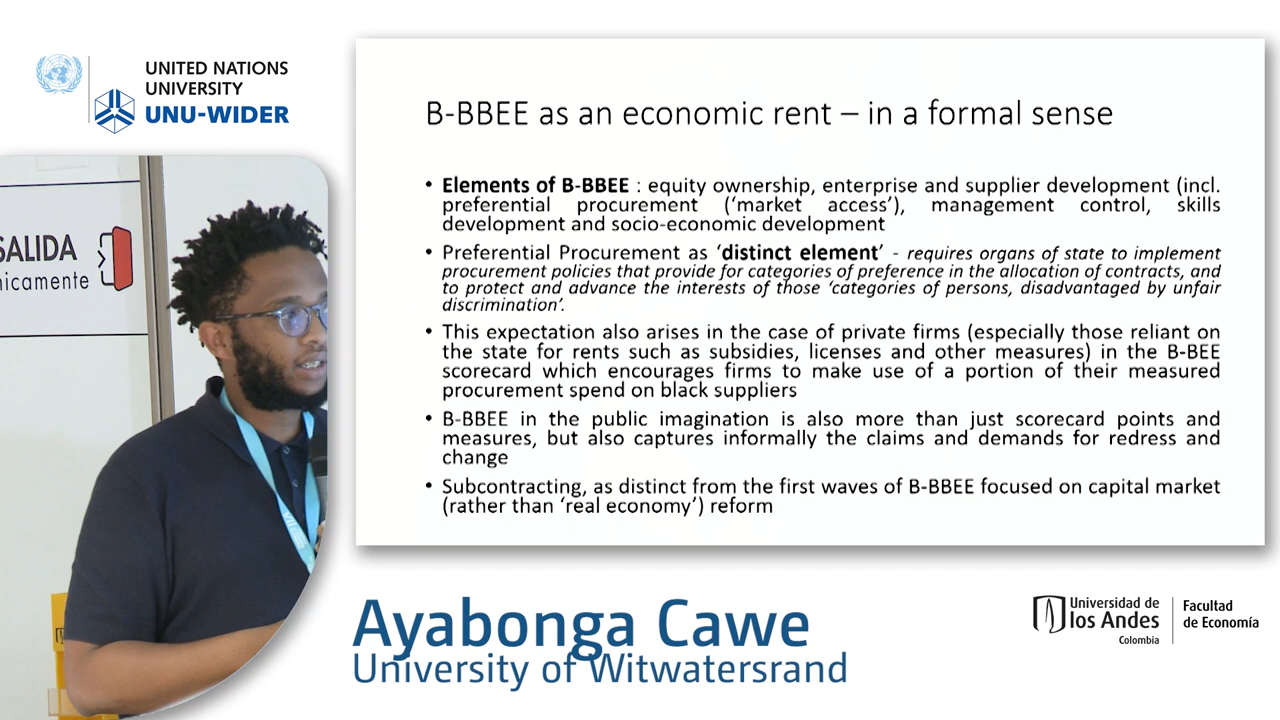 UNITED NATIONS
UNIVERSITY
UNU-WIDER
SALIDA
nicamente
B-BBEE as an economic rent – in a formal sense
• Elements of B-BBEE : equity ownership, enterprise and supplier development (incl.
preferential procurement (‘market access’), management control, skills
development and socio-economic development
• Preferential Procurement as ‘distinct element’ - requires organs of state to implement
procurement policies that provide for categories of preference in the allocation of contracts, and
to protect and advance the interests of those ‘categories of persons, disadvantaged by unfair
discrimination’.
• This expectation also arises in the case of private firms (especially those reliant on
the state for rents such as subsidies, licenses and other measures) in the B-BEE
scorecard which encourages firms to make use of a portion of their measured
procurement spend on black suppliers
• B-BBEE in the public imagination is also more than just scorecard points and
measures, but also captures informally the claims and demands for redress and
change
• Subcontracting, as distinct from the first waves of B-BBEE focused on capital market
(rather than ‘real economy’) reform
Ayabonga Cawe
University of Witwatersrand
Universidad de
los Andes
Colombia
Facultad
de Economía